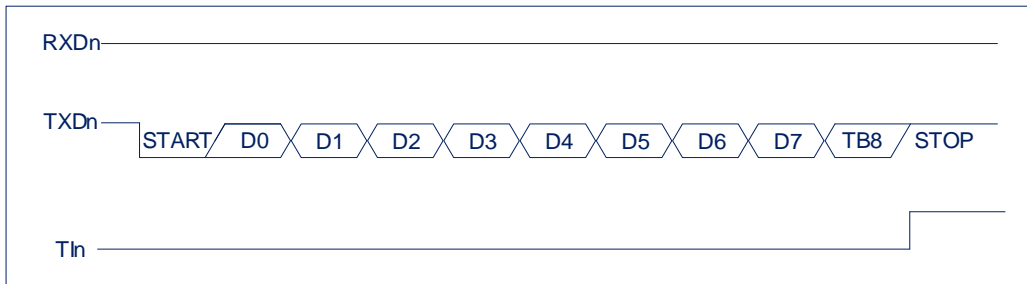 RXDn
TXDn
START D0 D1 D2 D3 D4 D5 D6 D7 TB8 STOP
TIn